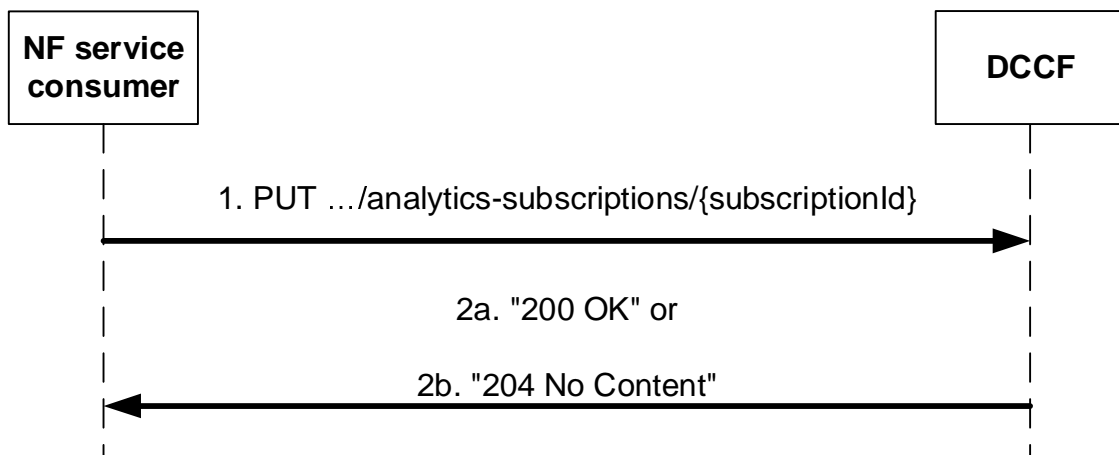 NF service
consumer
DCCF
1. PUT …/analytics-subscriptions/{subscriptionId}
2a. "200 OK" or
2b. "204 No Content"